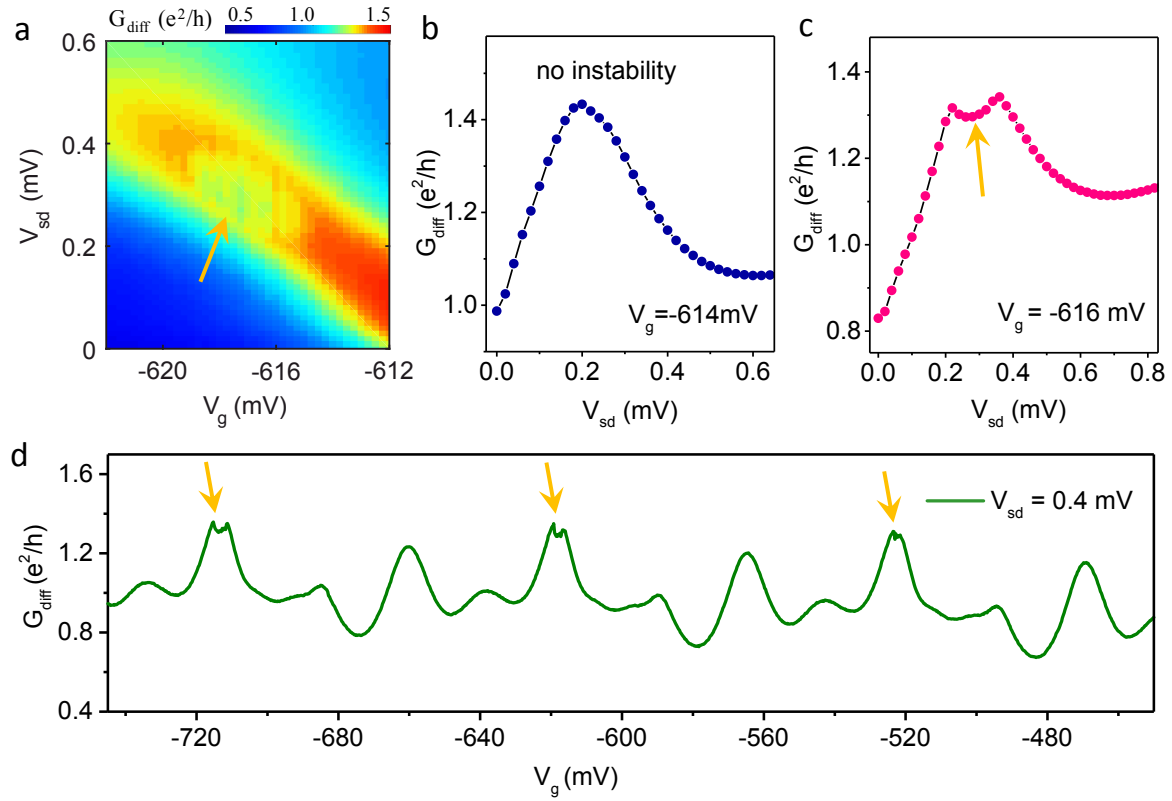 a
G_diff (e²/h)
0.5 1.0 1.5
0.6
0.4
0.2
0
V_sd (mV)
-620 -616 -612
V_g (mV)
b
no instability
1.4
1.2
1.0
G_diff (e²/h)
V_g=-614mV
0.0 0.2 0.4 0.6
V_sd (mV)
c
1.4
1.2
1.0
0.8
G_diff (e²/h)
V_g = -616 mV
0.0 0.2 0.4 0.6 0.8
V_sd (mV)
d
1.6
1.2
0.8
0.4
G_diff (e²/h)
V_sd = 0.4 mV
-720 -680 -640 -600 -560 -520 -480
V_g (mV)